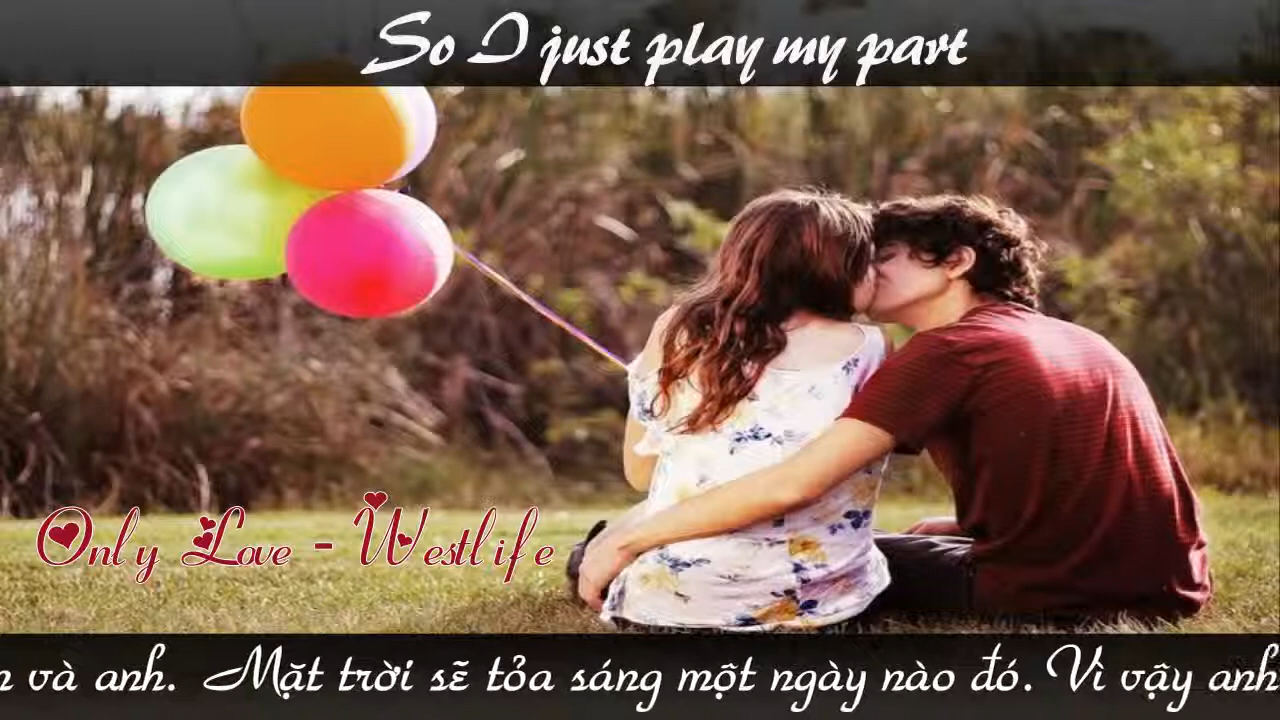 So I just play my part
Only Love - Westlife
và anh. Mặt trời sẽ tỏa sáng một ngày nào đó. Vì vậy anh